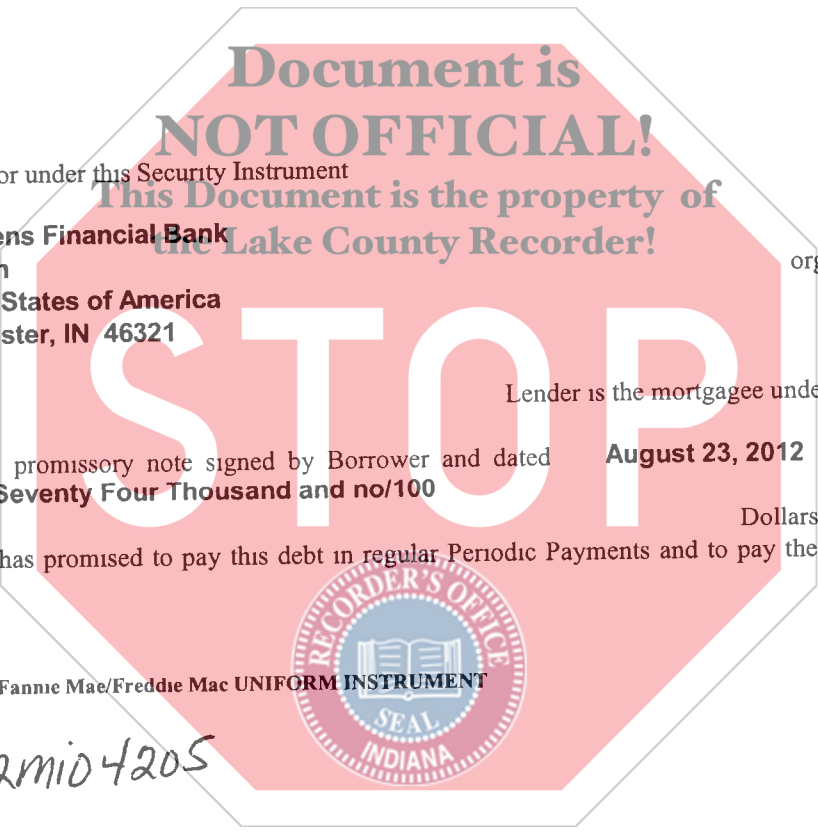 Document is
NOT OFFICIAL!
or under this Security Instrument
This Document is the property of
ens Financial Bank
the Lake County Recorder!
n
org
States of America
ster, IN 46321
STOP
Lender is the mortgagee unde
promissory note signed by Borrower and dated August 23, 2012
Seventy Four Thousand and no/100
Dollars
has promised to pay this debt in regular Periodic Payments and to pay the
RECORDER'S OFFICE
Fannie Mae/Freddie Mac UNIFORM INSTRUMENT
SEAL
INDIANA
2mio4205